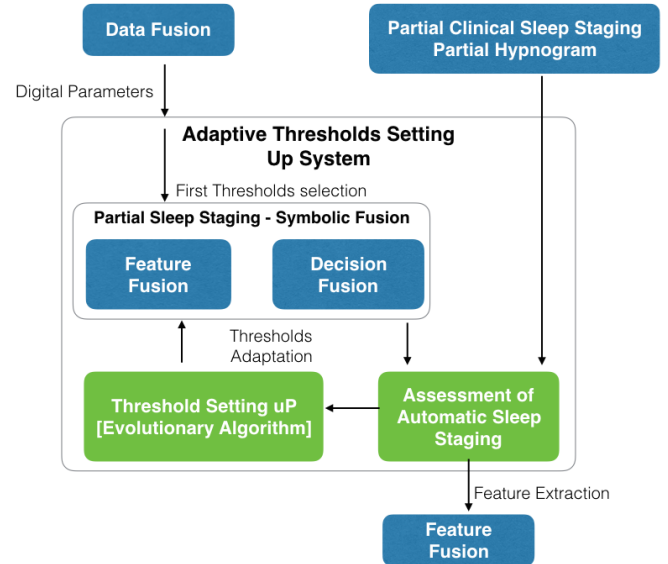 Data Fusion
Partial Clinical Sleep Staging
Partial Hypnogram
Digital Parameters
Adaptive Thresholds Setting
Up System
First Thresholds selection
Partial Sleep Staging - Symbolic Fusion
Feature
Fusion
Decision
Fusion
Thresholds
Adaptation
Threshold Setting uP
[Evolutionary Algorithm]
Assessment of
Automatic Sleep
Staging
Feature Extraction
Feature
Fusion